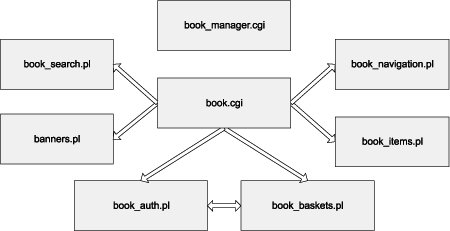 book_manager.cgi
book_search.pl
book_navigation.pl
book.cgi
banners.pl
book_items.pl
book_auth.pl
book_baskets.pl